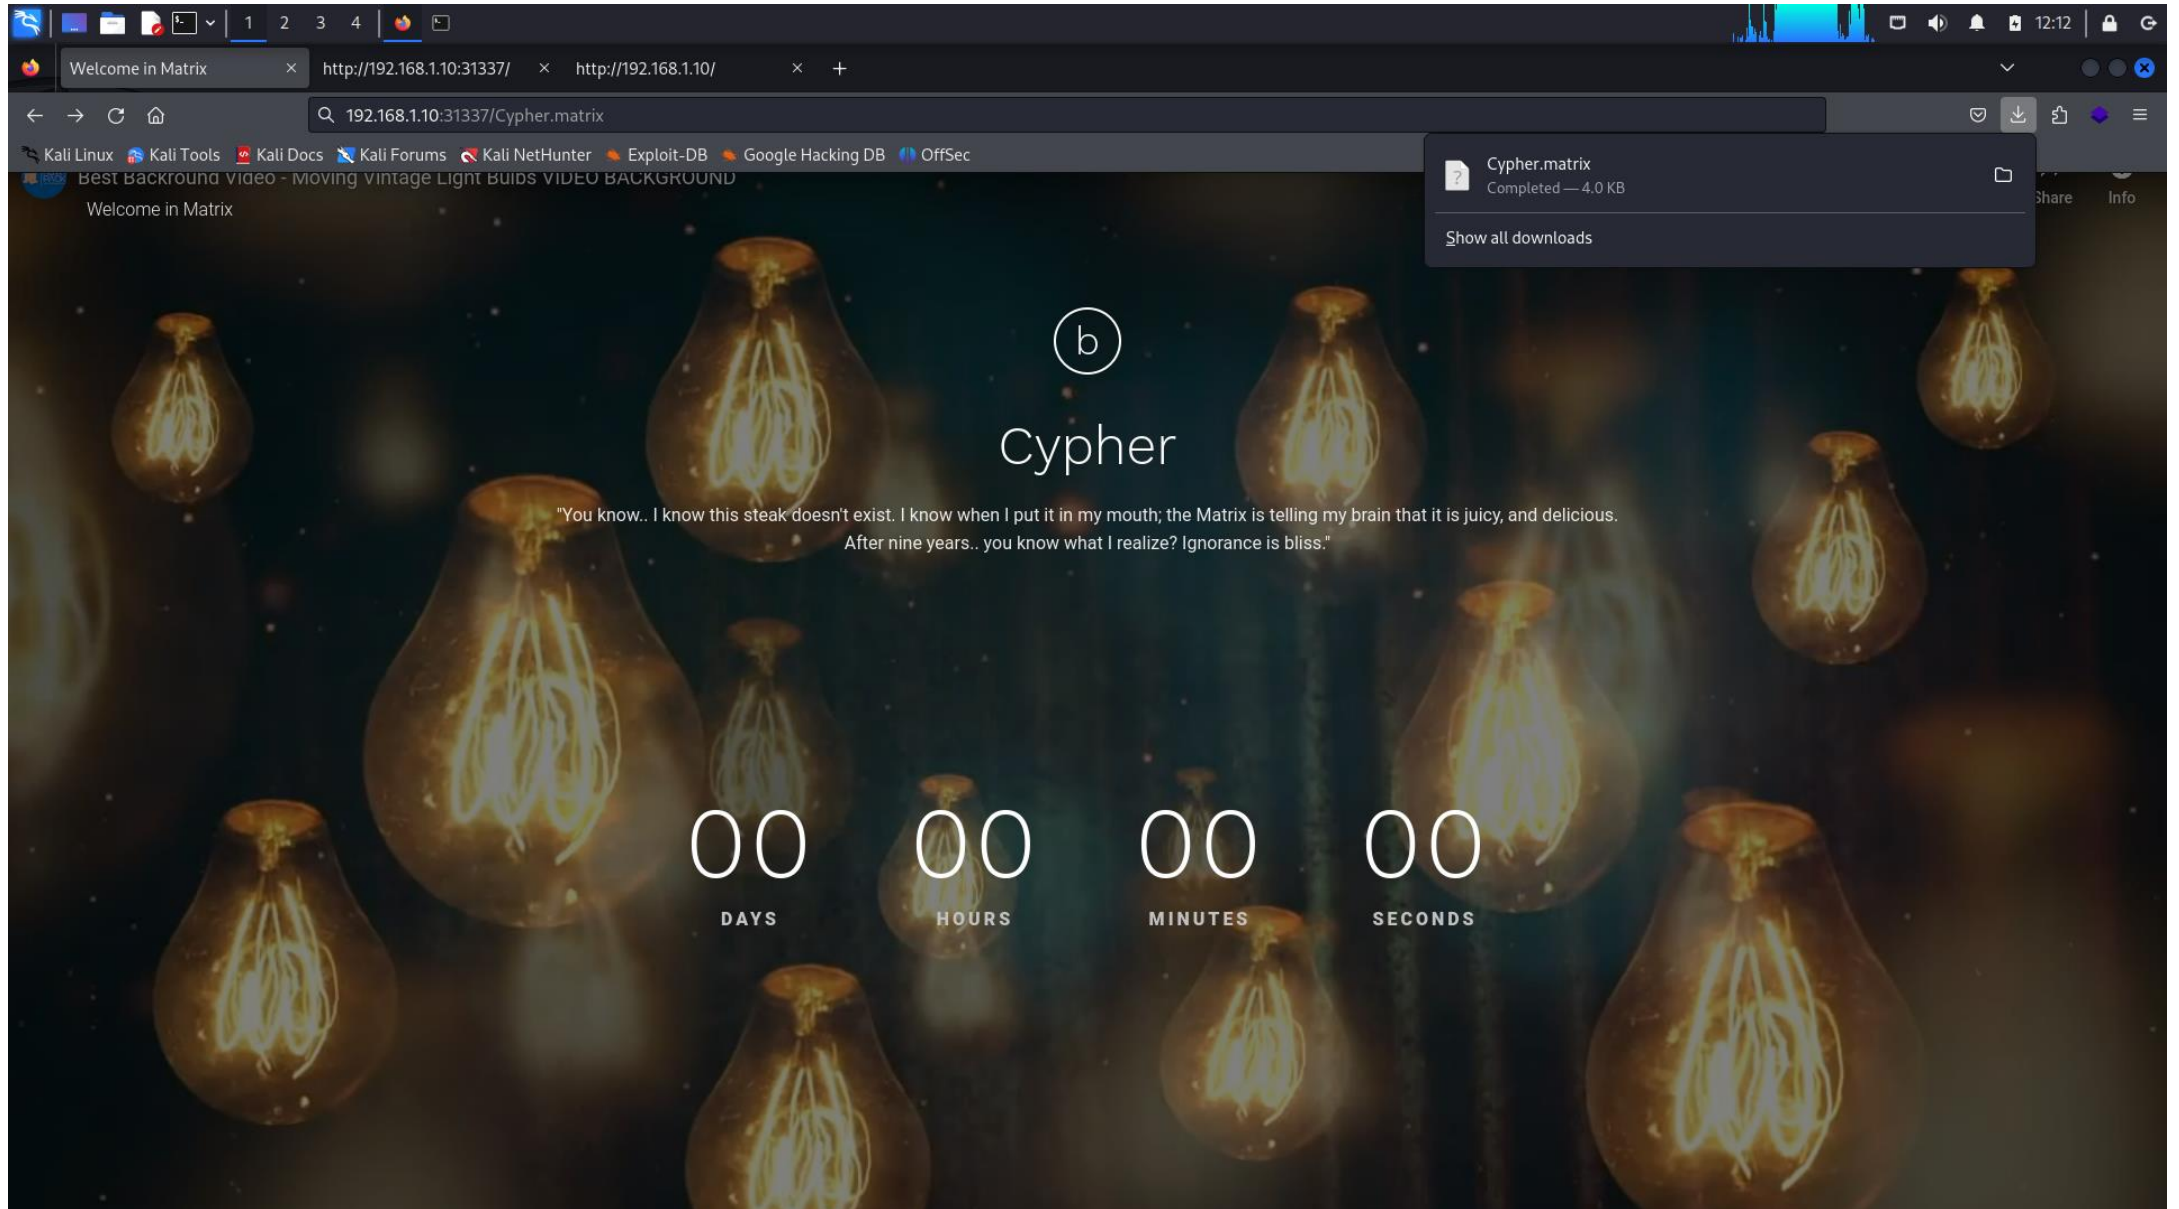 1 2 3 4
12:12
Welcome in Matrix
http://192.168.1.10:31337/
http://192.168.1.10/
192.168.1.10:31337/Cypher.matrix
Kali Linux Kali Tools Kali Docs Kali Forums Kali NetHunter Exploit-DB Google Hacking DB OffSec
Cypher.matrix
Completed — 4.0 KB
Show all downloads
Best Backround Video - Moving Vintage Light Bulbs VIDEO BACKGROUND
Share Info
Welcome in Matrix
b
Cypher
"You know.. I know this steak doesn't exist. I know when I put it in my mouth; the Matrix is telling my brain that it is juicy, and delicious.
After nine years.. you know what I realize? Ignorance is bliss."
00 00 00 00
DAYS HOURS MINUTES SECONDS